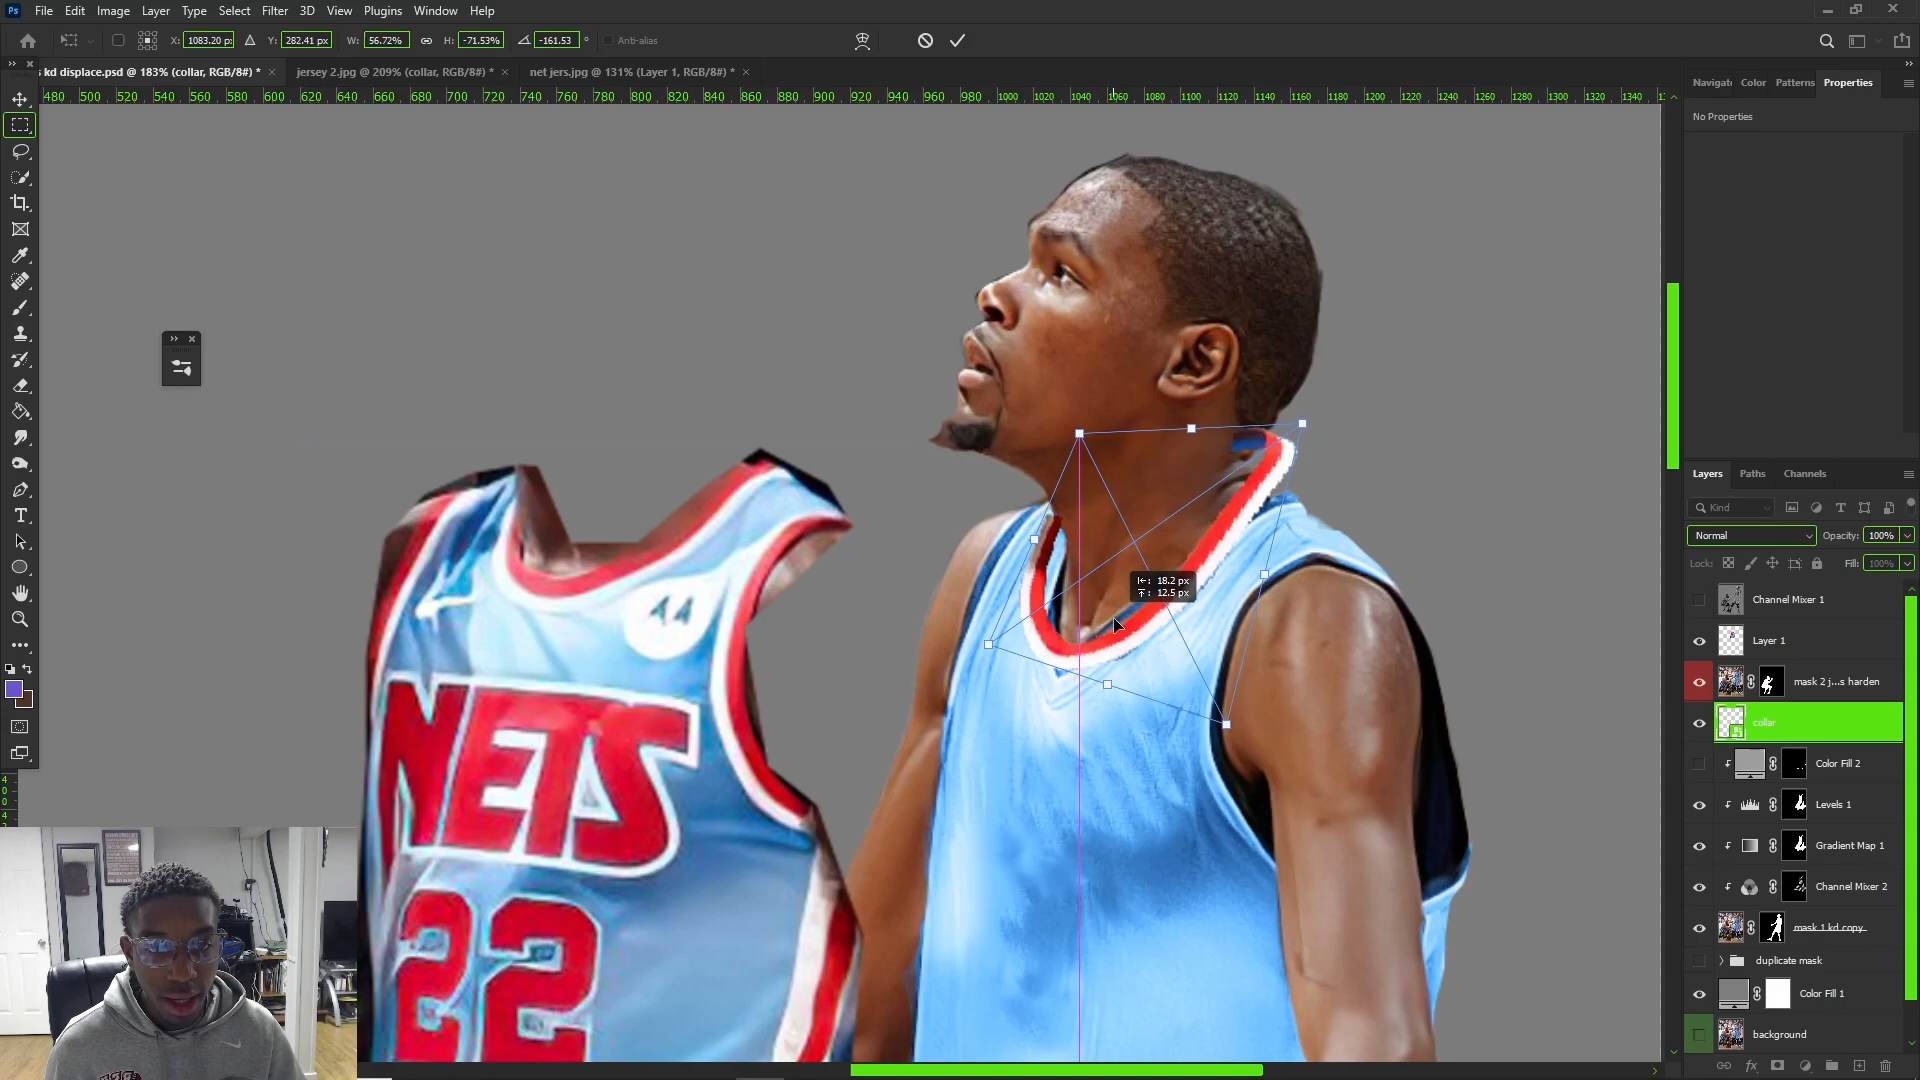 Ps File Edit Image Layer Type Select Filter 3D View Plugins Window Help
X: 1083.20 p Y: 282.41 px W: 56.72% H: -71.53% -161.53 ° Anti-alias
s kd displace.psd @ 183% (collar, RGB/8#) * × jersey 2.jpg @ 209% (collar, RGB/8#) * × net jers.jpg @ 131% (Layer 1, RGB/8#) * ×
480 500 520 540 560 580 600 620 640 660 680 700 720 740 760 780 800 820 840 860 880 900 920 940 960 980 1000 1020 1040 1060 1080 1100 1120 1140 1160 1180 1200 1220 1240 1260 1280 1300 1320 1340
Navigat Color Patterns Properties
No Properties
18.2 px
12.5 px
NETS
22
Layers Paths Channels
Kind
Normal Opacity: 100%
Lock: Fill: 100%
Channel Mixer 1
Layer 1
mask 2 j...s harden
collar
Color Fill 2
Levels 1
Gradient Map 1
Channel Mixer 2
mask 1 kd copy
duplicate mask
Color Fill 1
background
fx